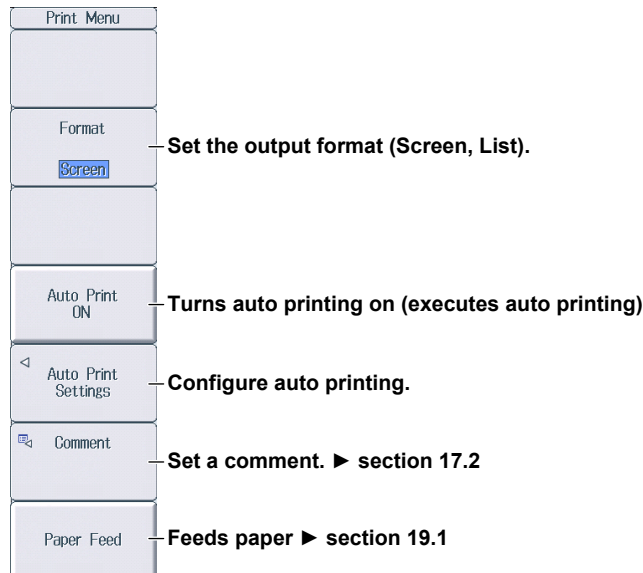 Print Menu
Format
Screen
Set the output format (Screen, List).
Auto Print
ON
Turns auto printing on (executes auto printing)
Auto Print
Settings
Configure auto printing.
Comment
Set a comment. ► section 17.2
Paper Feed
Feeds paper ► section 19.1